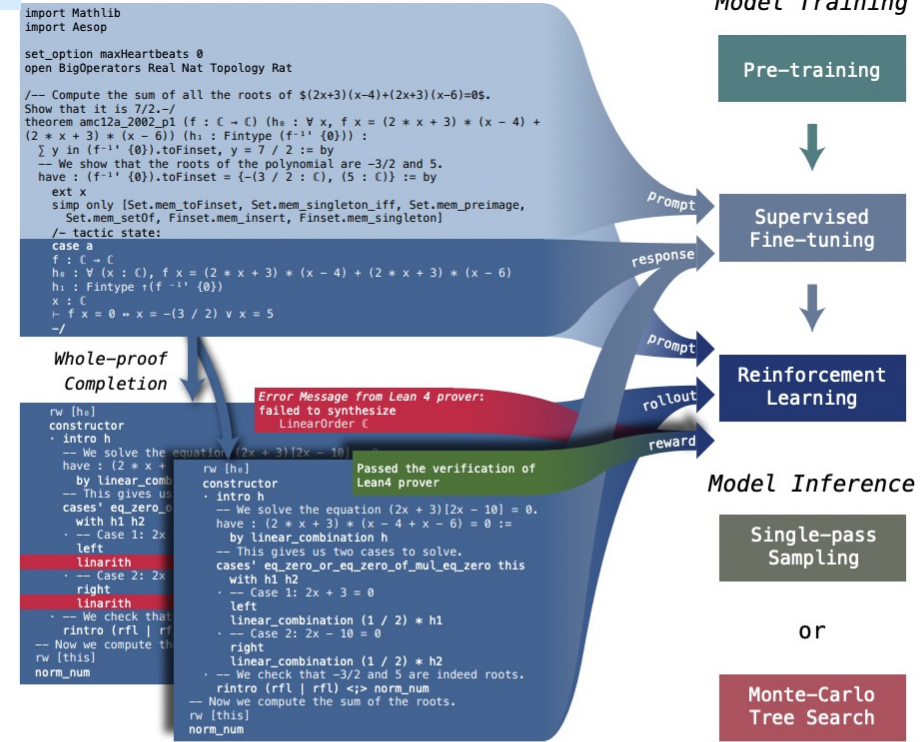 import Mathlib
import Aesop
set_option maxHeartbeats 0
open BigOperators Real Nat Topology Rat
/-- Compute the sum of all the roots of $(2x+3)(x-4)+(2x+3)(x-6)=0$.
Show that it is 7/2.-/
theorem amc12a_2002_p1 (f : ℂ → ℂ) (h₀ : ∀ x, f x = (2 * x + 3) * (x - 4) +
(2 * x + 3) * (x - 6)) (h₁ : Fintype (f⁻¹' {0})) :
∑ y in (f⁻¹' {0}).toFinset, y = 7 / 2 := by
-- We show that the roots of the polynomial are -3/2 and 5.
have : (f⁻¹' {0}).toFinset = {-(3 / 2 : ℂ), (5 : ℂ)} := by
ext x
simp only [Set.mem_toFinset, Set.mem_singleton_iff, Set.mem_preimage,
Set.mem_setOf, Finset.mem_insert, Finset.mem_singleton]
/- tactic state:
case a
f : ℂ → ℂ
h₀ : ∀ (x : ℂ), f x = (2 * x + 3) * (x - 4) + (2 * x + 3) * (x - 6)
h₁ : Fintype ↑(f ⁻¹' {0})
x : ℂ
⊢ f x = 0 ↔ x = -(3 / 2) ∨ x = 5
-/
Whole-proof
Completion
rw [h₀]
constructor
· intro h
-- We solve the equation (2x + 3)[2x - 10] = 0
have : (2 * x +
by linear_comb
-- This gives us
cases' eq_zero_o
with h1 h2
· -- Case 1: 2x
left
linarith
· -- Case 2: 2x
right
linarith
· -- We check that
rintro (rfl | rf
-- Now we compute th
rw [this]
norm_num
Error Message from Lean 4 prover:
failed to synthesize
LinearOrder ℂ
Passed the verification of
Lean4 prover
rw [h₀]
constructor
· intro h
-- We solve the equation (2x + 3)[2x - 10] = 0.
have : (2 * x + 3) * (x - 4 + x - 6) = 0 :=
by linear_combination h
-- This gives us two cases to solve.
cases' eq_zero_or_eq_zero_of_mul_eq_zero this
with h1 h2
· -- Case 1: 2x + 3 = 0
left
linear_combination (1 / 2) * h1
· -- Case 2: 2x - 10 = 0
right
linear_combination (1 / 2) * h2
· -- We check that -3/2 and 5 are indeed roots.
rintro (rfl | rfl) <;> norm_num
-- Now we compute the sum of the roots.
rw [this]
norm_num
prompt
response
prompt
rollout
reward
Model Training
Pre-training
Supervised
Fine-tuning
Reinforcement
Learning
Model Inference
Single-pass
Sampling
or
Monte-Carlo
Tree Search